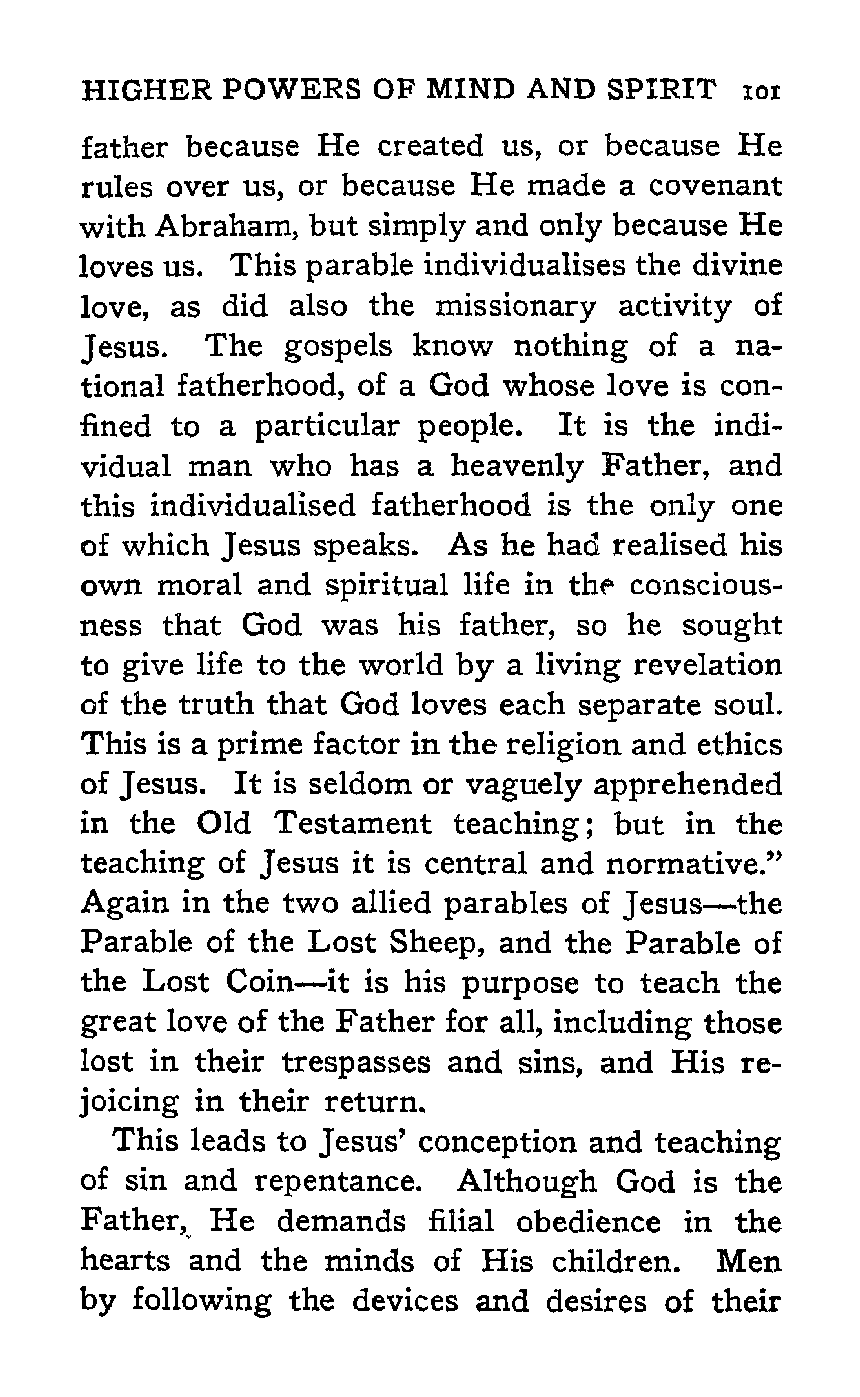 HIGHER POWERS OF MIND AND SPIRIT 101
father because He created us, or because He
rules over us, or because He made a covenant
with Abraham, but simply and only because He
loves us. This parable individualises the divine
love, as did also the missionary activity of
Jesus. The gospels know nothing of a na-
tional fatherhood, of a God whose love is con-
fined to a particular people. It is the indi-
vidual man who has a heavenly Father, and
this individualised fatherhood is the only one
of which Jesus speaks. As he had realised his
own moral and spiritual life in the conscious-
ness that God was his father, so he sought
to give life to the world by a living revelation
of the truth that God loves each separate soul.
This is a prime factor in the religion and ethics
of Jesus. It is seldom or vaguely apprehended
in the Old Testament teaching; but in the
teaching of Jesus it is central and normative."
Again in the two allied parables of Jesus—the
Parable of the Lost Sheep, and the Parable of
the Lost Coin—it is his purpose to teach the
great love of the Father for all, including those
lost in their trespasses and sins, and His re-
joicing in their return.
This leads to Jesus' conception and teaching
of sin and repentance. Although God is the
Father, He demands filial obedience in the
hearts and the minds of His children. Men
by following the devices and desires of their